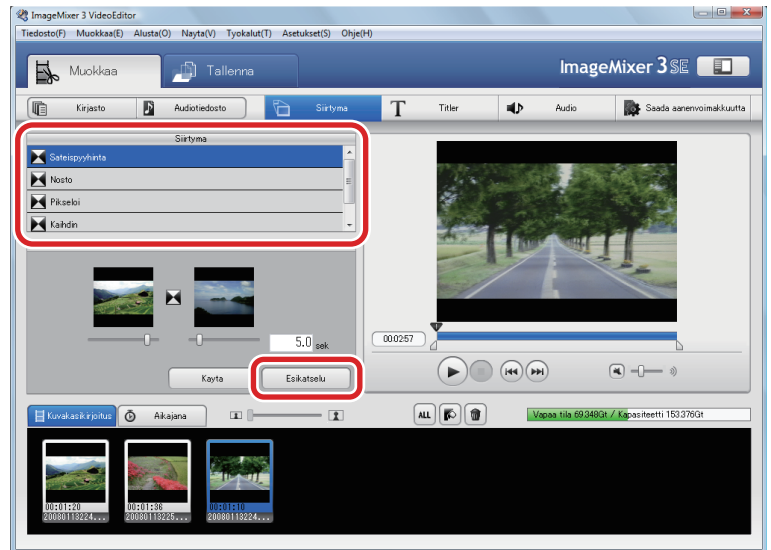 ImageMixer 3 VideoEditor
Tiedosto(F) Muokkaa(E) Alusta(O) Nayta(V) Tyokalut(T) Asetukset(S) Ohje(H)
Muokkaa Tallenna ImageMixer 3 SE
Kirjasto Audiotiedosto Siirtyma T Titler Audio Saada aanenvoimakkuutta
Siirtyma
Sateispyyhinta
Nosto
Pikseloi
Kaihdin
5.0 sek
00:02:57
Kayta Esikatselu
Kuvakasikirjoitus Aikajana ALL Vapaa tila 69.348Gt / Kapasiteetti 153.376Gt
00:01:20 00:01:36 00:01:10
20080113224... 20080113225... 20080113224...